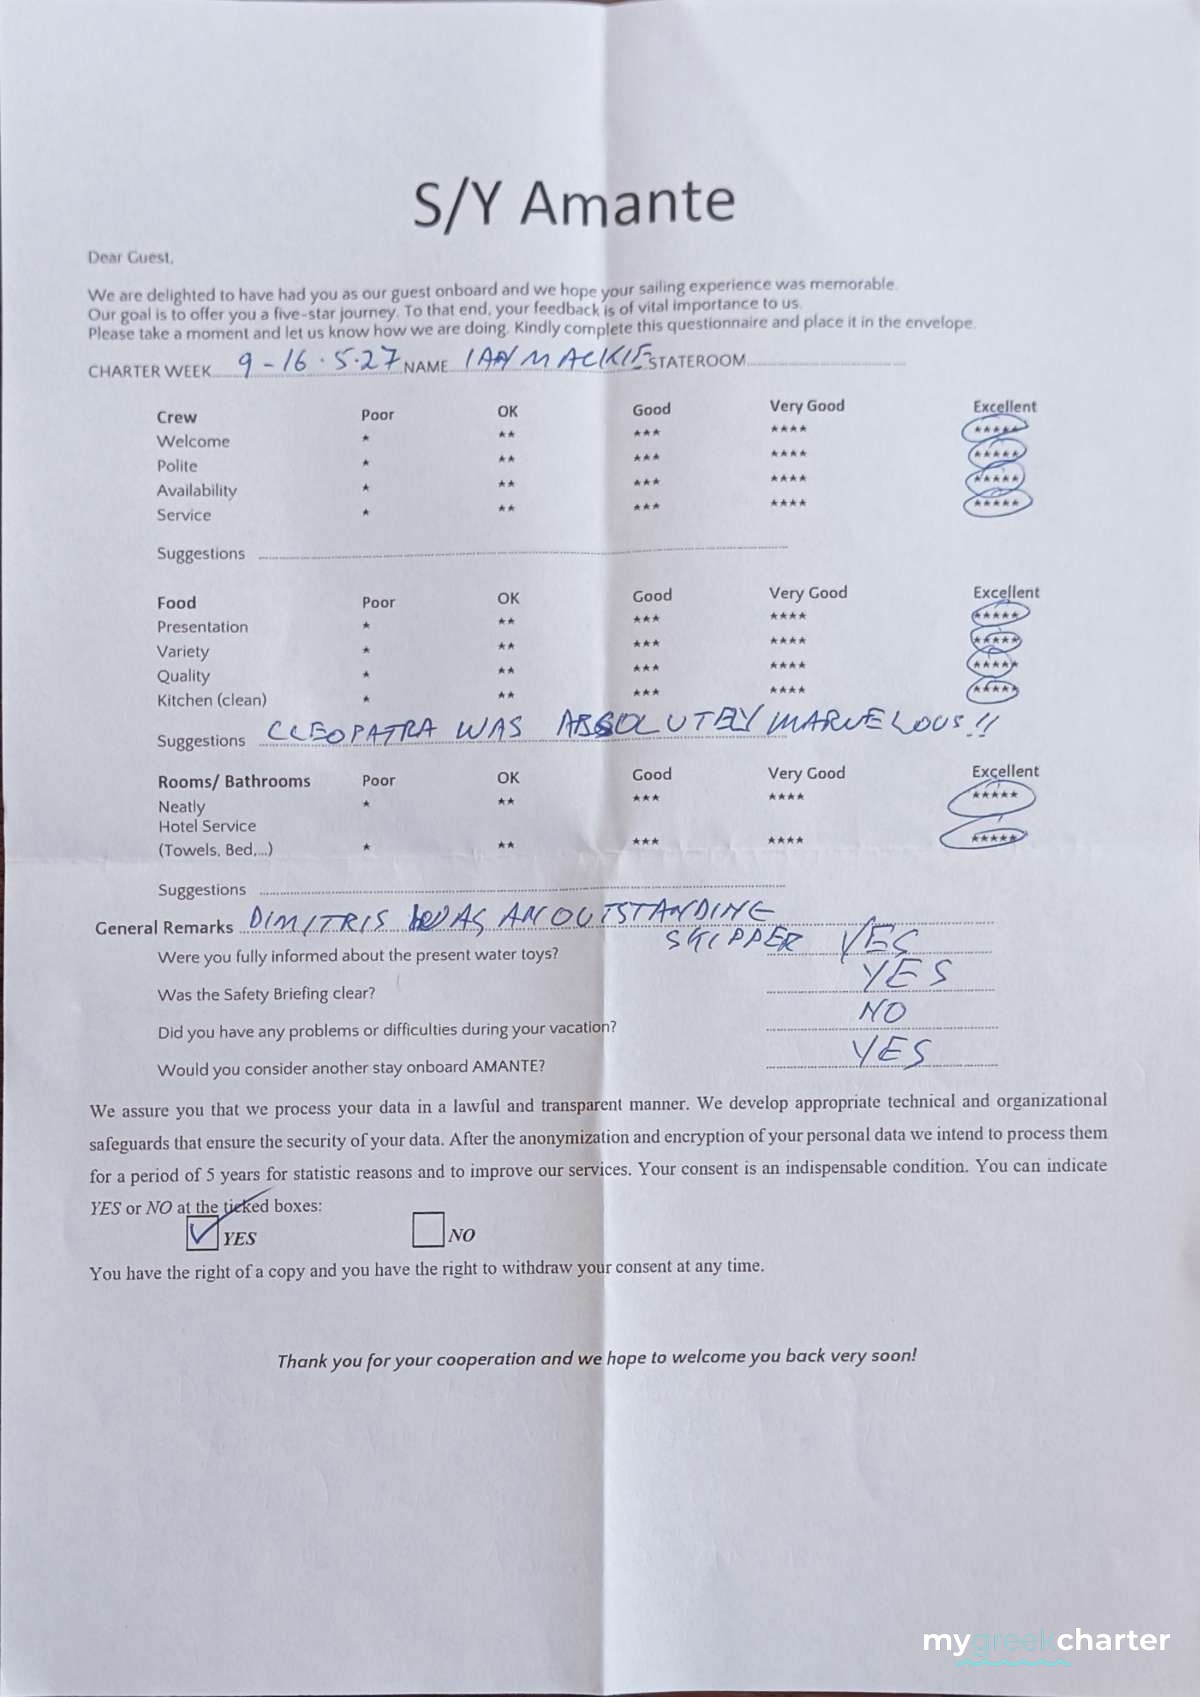 S/Y Amante
Dear Guest,
We are delighted to have had you as our guest onboard and we hope your sailing experience was memorable.
Our goal is to offer you a five-star journey. To that end, your feedback is of vital importance to us.
Please take a moment and let us know how we are doing. Kindly complete this questionnaire and place it in the envelope.
CHARTER WEEK 9-16.5.27 NAME IAN MACKIE STATEROOM
Crew Poor OK Good Very Good Excellent
Welcome * ** *** **** *****
Polite * ** *** **** *****
Availability * ** *** **** *****
Service * ** *** **** *****
Suggestions
Food Poor OK Good Very Good Excellent
Presentation * ** *** **** *****
Variety * ** *** **** *****
Quality * ** *** **** *****
Kitchen (clean) * ** *** **** *****
Suggestions CLEOPATRA WAS ABSOLUTELY MARVELOUS!!
Rooms/ Bathrooms Poor OK Good Very Good Excellent
Neatly * ** *** **** *****
Hotel Service
(Towels, Bed,...) * ** *** **** *****
Suggestions
General Remarks DIMITRIS WAS AN OUTSTANDING
SKIPPER
Were you fully informed about the present water toys? YES
Was the Safety Briefing clear? YES
Did you have any problems or difficulties during your vacation? NO
Would you consider another stay onboard AMANTE? YES
We assure you that we process your data in a lawful and transparent manner. We develop appropriate technical and organizational
safeguards that ensure the security of your data. After the anonymization and encryption of your personal data we intend to process them
for a period of 5 years for statistic reasons and to improve our services. Your consent is an indispensable condition. You can indicate
YES or NO at the ticked boxes:
YES NO
You have the right of a copy and you have the right to withdraw your consent at any time.
Thank you for your cooperation and we hope to welcome you back very soon!
mygreekcharter